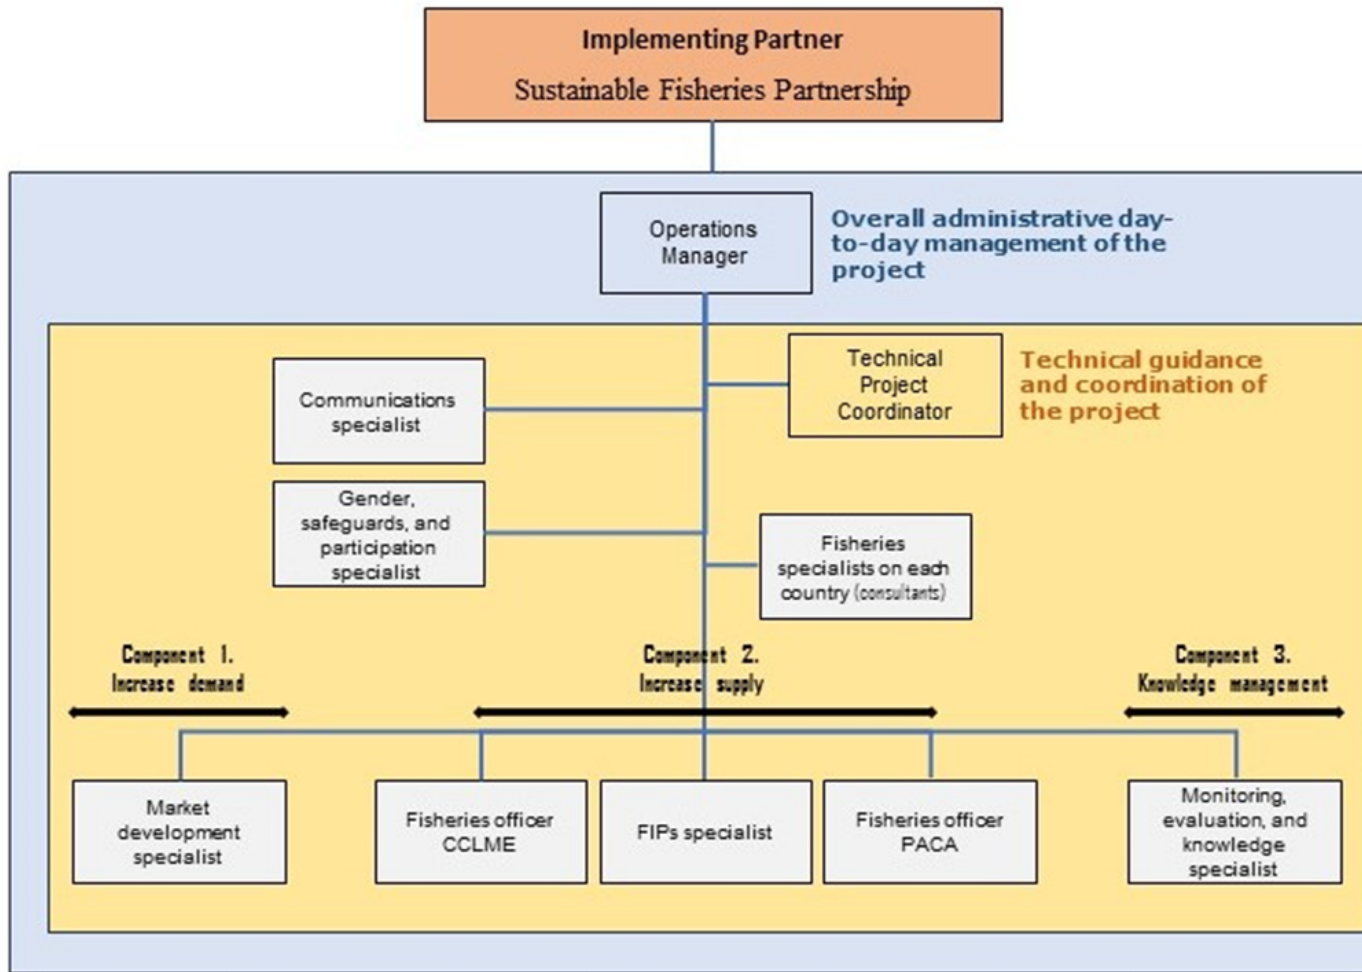 Implementing Partner
Sustainable Fisheries Partnership
Operations
Manager
Overall administrative day-
to-day management of the
project
Technical
Project
Coordinator
Technical guidance
and coordination of
the project
Communications
specialist
Gender,
safeguards, and
participation
specialist
Fisheries
specialists on each
country (consultants)
Component 1.
Increase demand
Component 2.
Increase supply
Component 3.
Knowledge management
Market
development
specialist
Fisheries officer
CCLME
FIPs specialist
Fisheries officer
PACA
Monitoring,
evaluation, and
knowledge
specialist